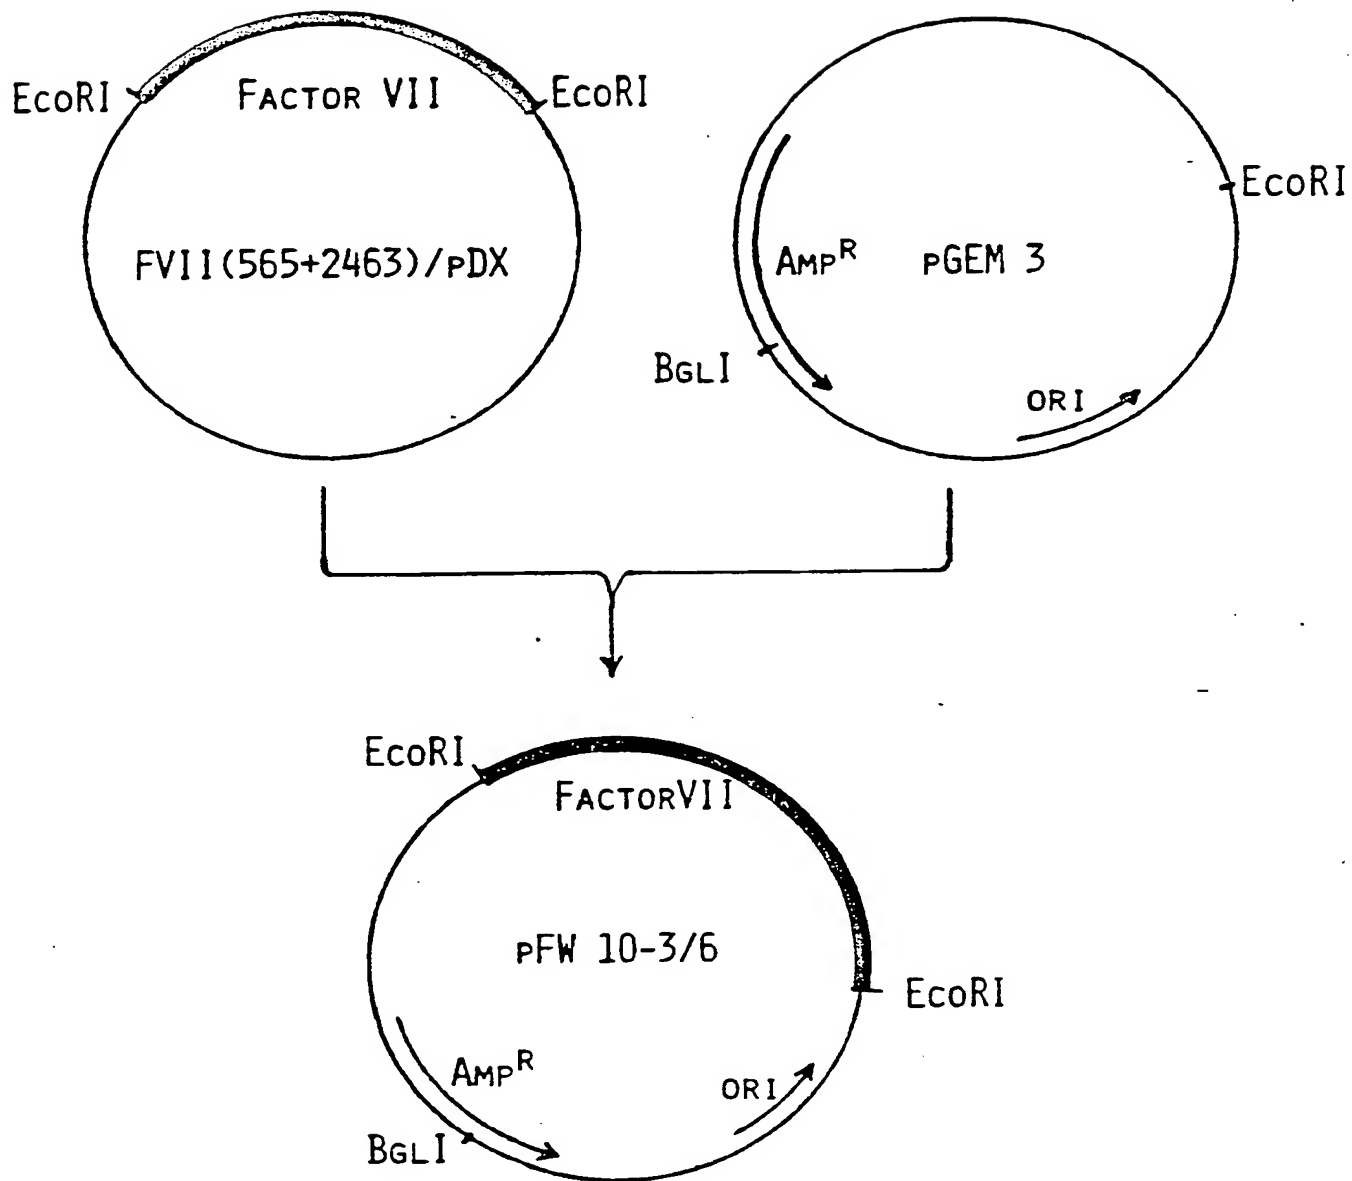 EcoRI
FACTOR VII
EcoRI
FVII(565+2463)/pDX
EcoRI
AMPᴿ
pGEM 3
BGLI
ORI
EcoRI
FACTORVII
pFW 10-3/6
EcoRI
AMPᴿ
ORI
BGLI